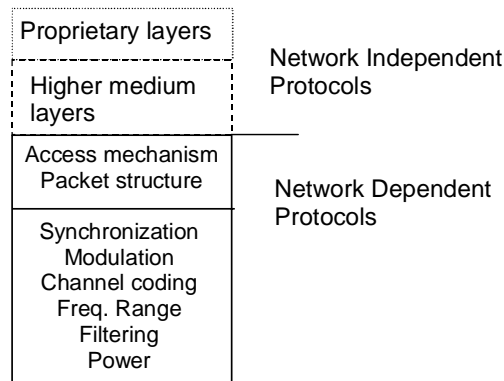 Proprietary layers
Higher medium
layers
Network Independent
Protocols
Access mechanism
Packet structure
Network Dependent
Protocols
Synchronization
Modulation
Channel coding
Freq. Range
Filtering
Power